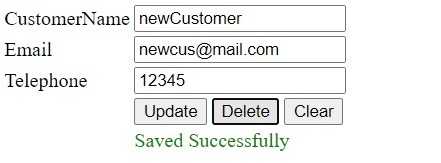 CustomerName newCustomer
Email newcus@mail.com
Telephone 12345
Update Delete Clear
Saved Successfully